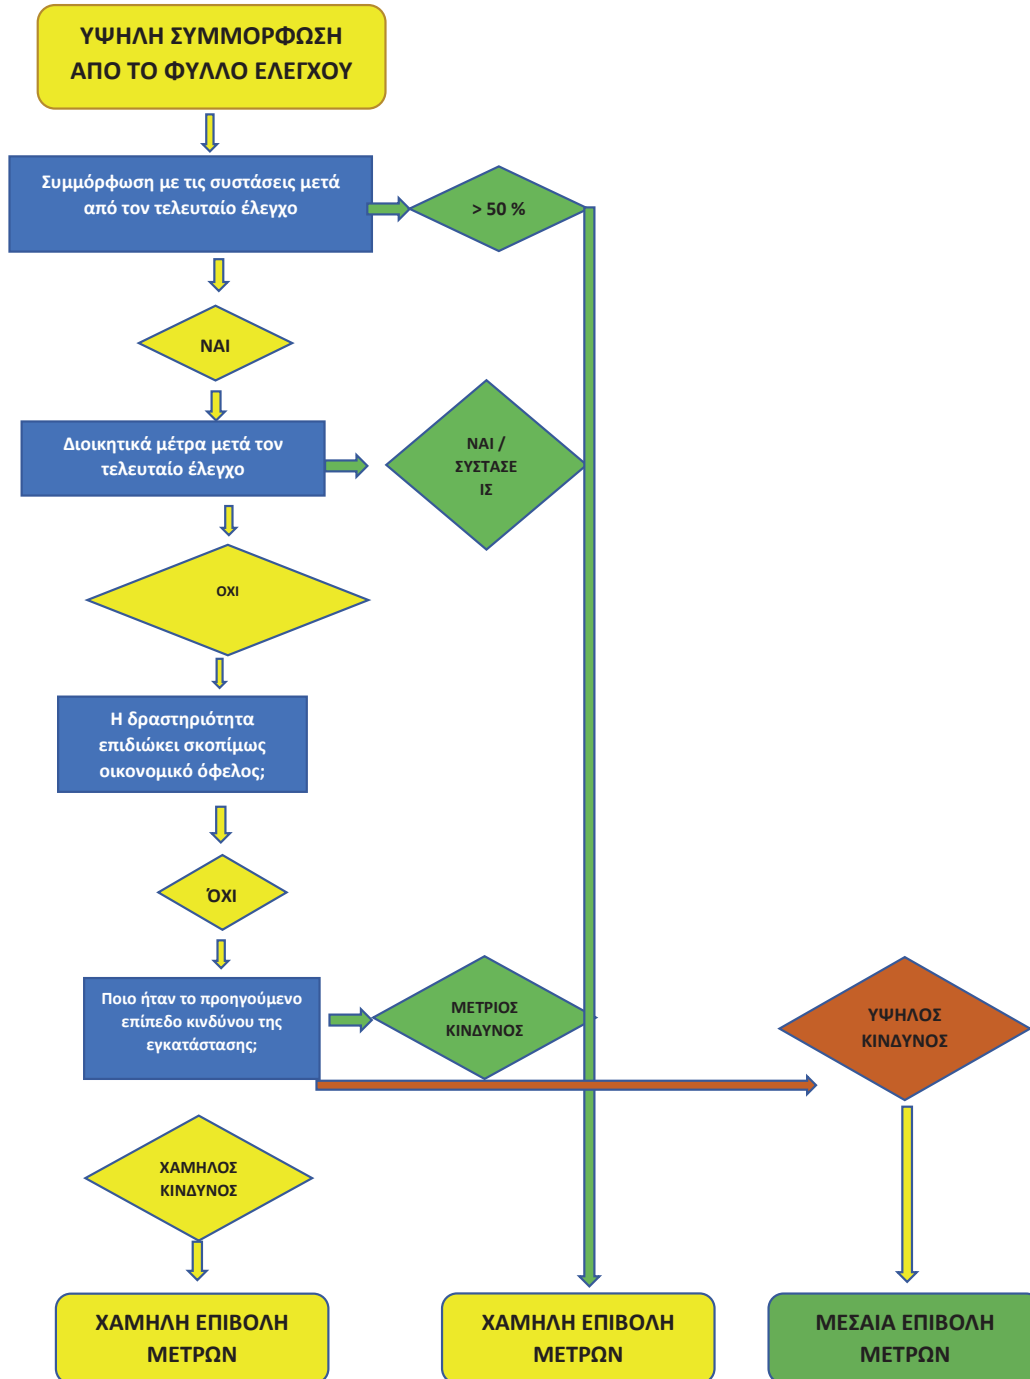 ΥΨΗΛΗ ΣΥΜΜΟΡΦΩΣΗ
ΑΠΟ ΤΟ ΦΥΛΛΟ ΕΛΕΓΧΟΥ
Συμμόρφωση με τις συστάσεις μετά
από τον τελευταίο έλεγχο
> 50 %
ΝΑΙ
Διοικητικά μέτρα μετά τον
τελευταίο έλεγχο
ΝΑΙ /
ΣΥΣΤΑΣΕ
ΙΣ
ΟΧΙ
Η δραστηριότητα
επιδιώκει σκοπίμως
οικονομικό όφελος;
ΌΧΙ
Ποιο ήταν το προηγούμενο
επίπεδο κινδύνου της
εγκατάστασης;
ΜΕΤΡΙΟΣ
ΚΙΝΔΥΝΟΣ
ΥΨΗΛΟΣ
ΚΙΝΔΥΝΟΣ
ΧΑΜΗΛΟΣ
ΚΙΝΔΥΝΟΣ
ΧΑΜΗΛΗ ΕΠΙΒΟΛΗ
ΜΕΤΡΩΝ
ΧΑΜΗΛΗ ΕΠΙΒΟΛΗ
ΜΕΤΡΩΝ
ΜΕΣΑΙΑ ΕΠΙΒΟΛΗ
ΜΕΤΡΩΝ